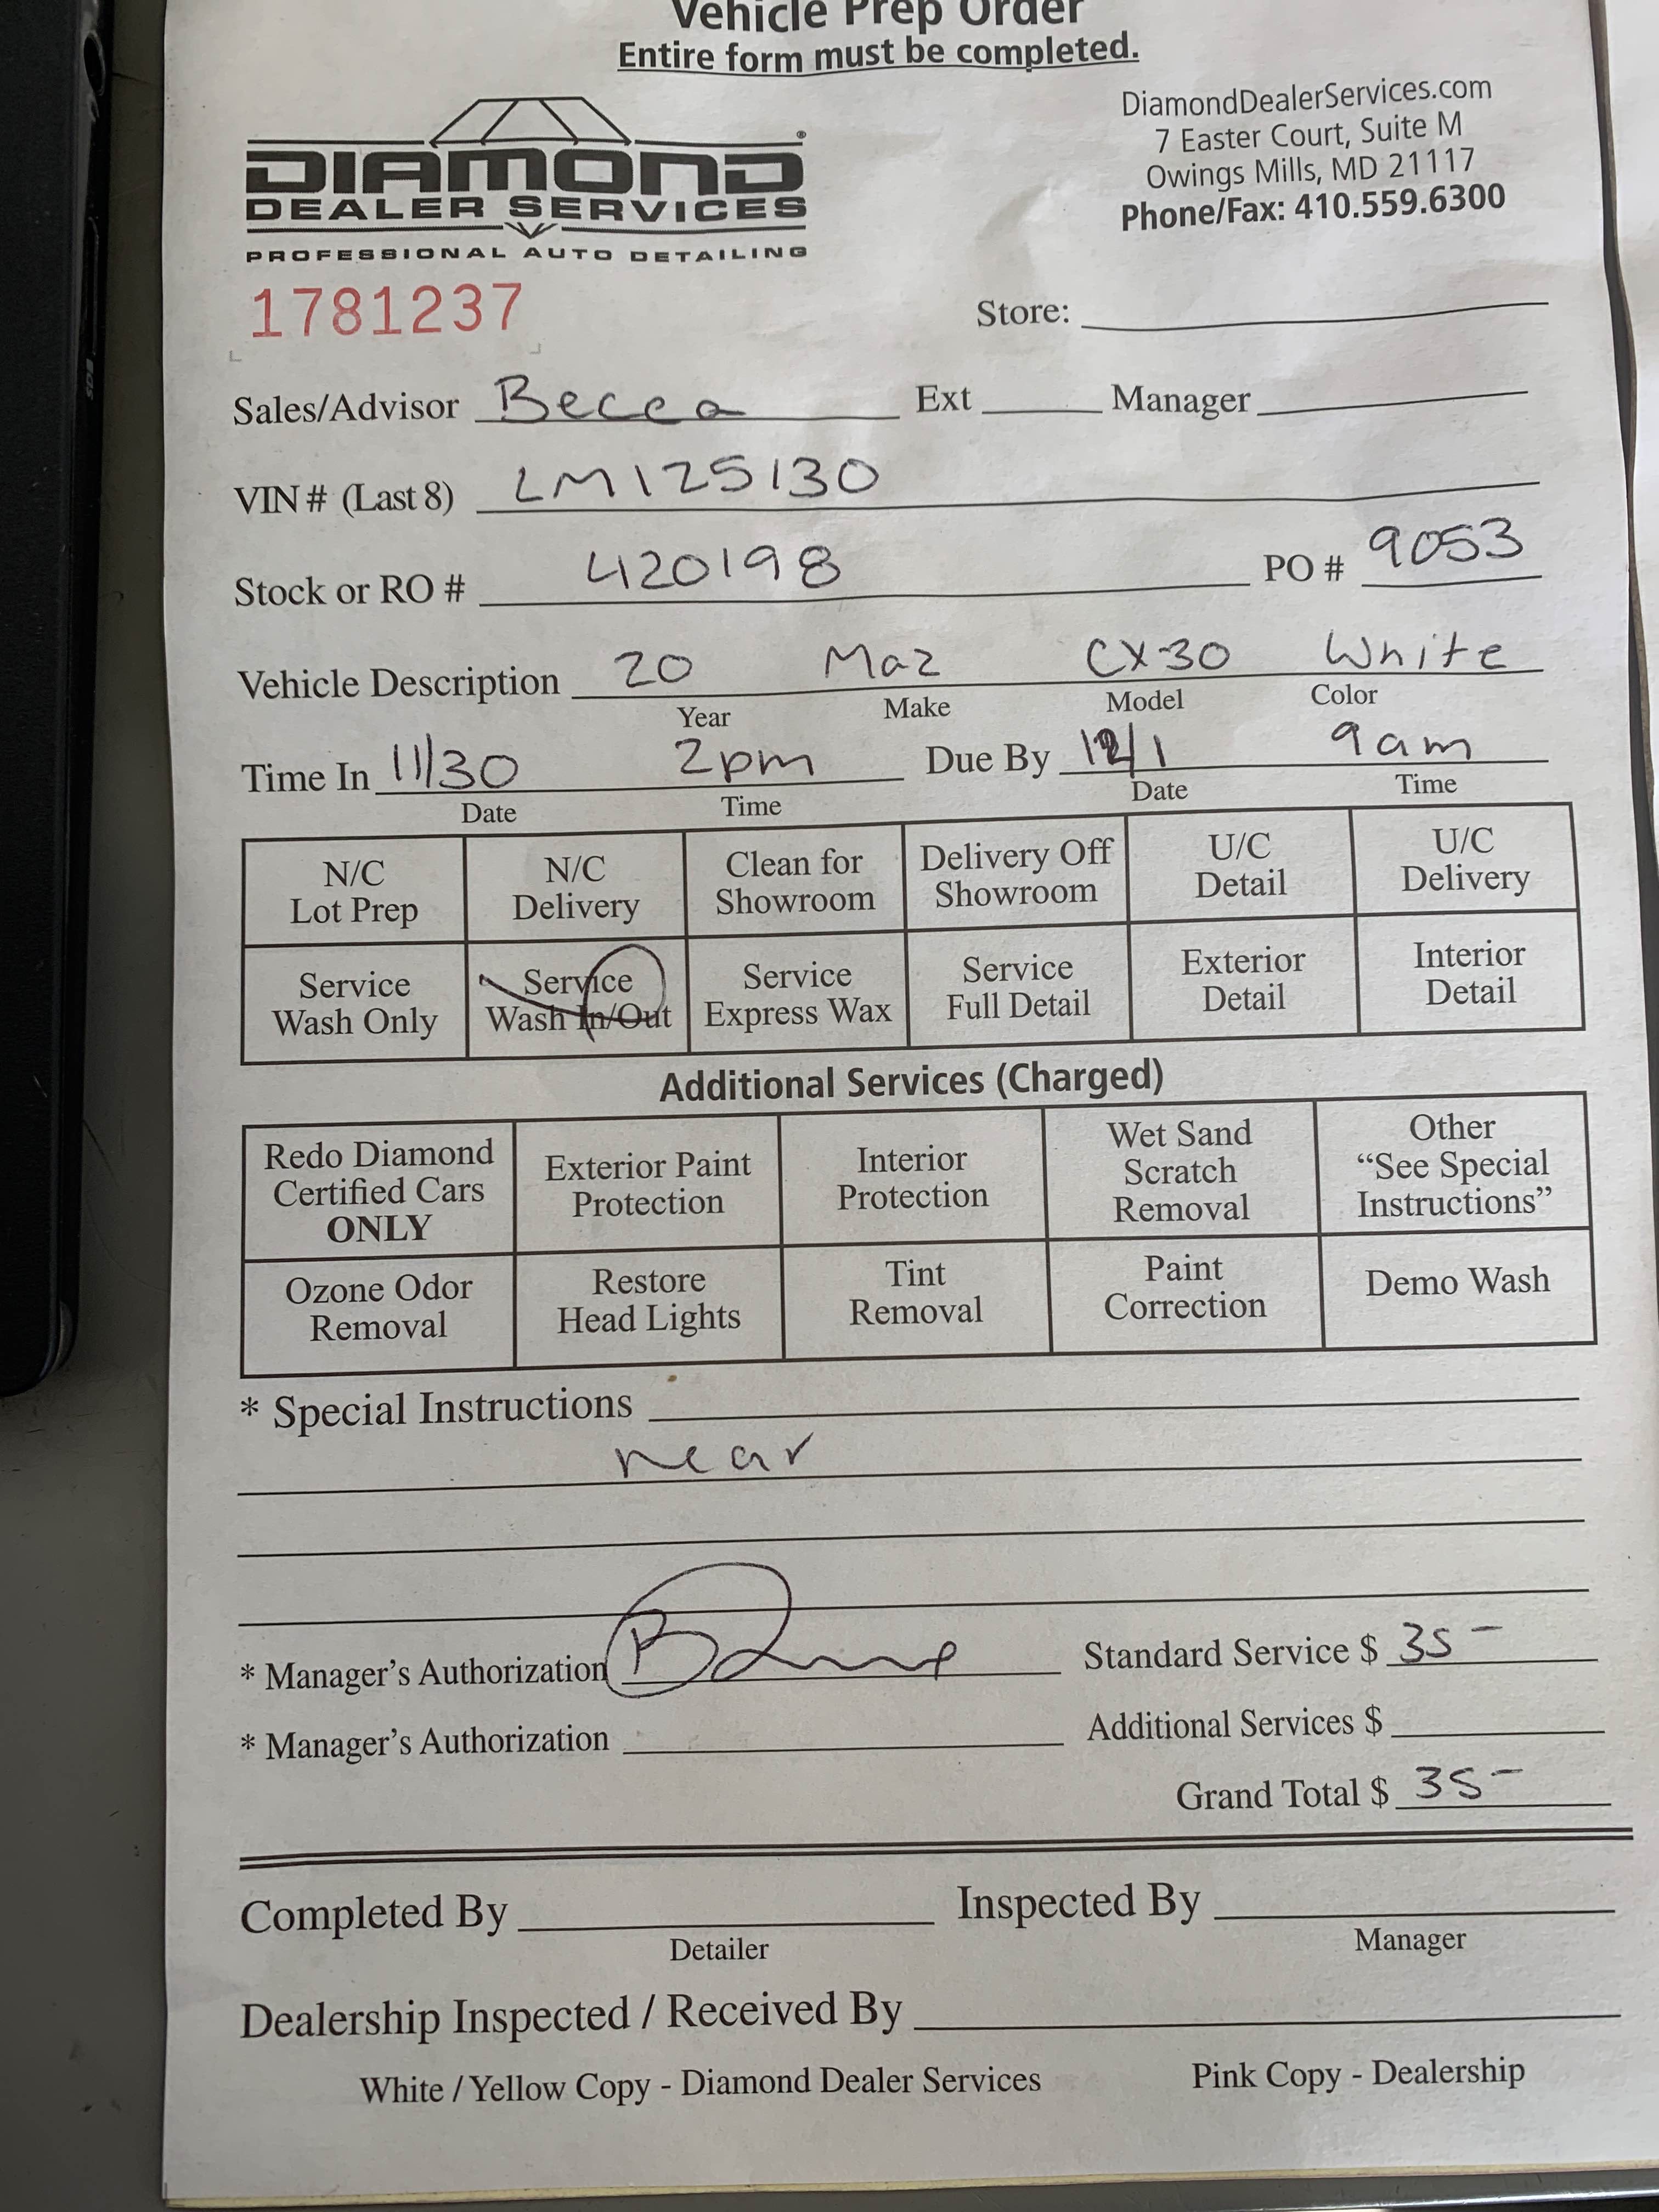 Vehicle Prep Order
Entire form must be completed.
DIAMOND®
DEALER SERVICES
PROFESSIONAL AUTO DETAILING
DiamondDealerServices.com
7 Easter Court, Suite M
Owings Mills, MD 21117
Phone/Fax: 410.559.6300
1781237
Store:
Sales/Advisor Becca Ext Manager
VIN # (Last 8) LM125130
Stock or RO # 420198 PO # 9053
Vehicle Description 20 Maz CX-30 White
Year Make Model Color
Time In 11/30 2pm Due By 12/1 9am
Date Time Date Time
N/C Lot Prep N/C Delivery Clean for Showroom Delivery Off Showroom U/C Detail U/C Delivery
Service Wash Only Service Wash In/Out Service Express Wax Service Full Detail Exterior Detail Interior Detail
Additional Services (Charged)
Redo Diamond Certified Cars ONLY Exterior Paint Protection Interior Protection Wet Sand Scratch Removal Other “See Special Instructions”
Ozone Odor Removal Restore Head Lights Tint Removal Paint Correction Demo Wash
* Special Instructions
near
* Manager's Authorization Standard Service $ 35 -
* Manager's Authorization Additional Services $
Grand Total $ 35 -
Completed By Inspected By
Detailer Manager
Dealership Inspected / Received By
White / Yellow Copy - Diamond Dealer Services Pink Copy - Dealership